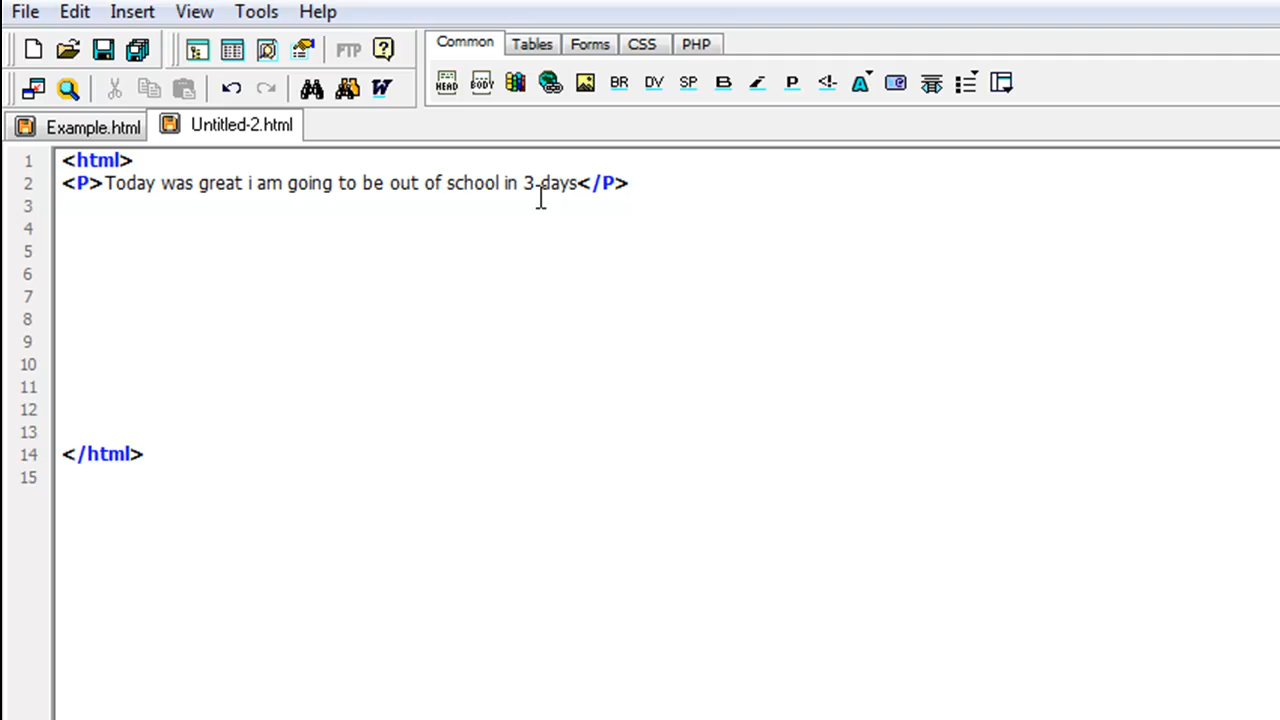 File Edit Insert View Tools Help
FTP
Common Tables Forms CSS PHP
HEAD BODY BR DV SP B I P <!- A
W
Example.html Untitled-2.html
1 <html>
2 <P>Today was great i am going to be out of school in 3-days</P>
3
4
5
6
7
8
9
10
11
12
13
14 </html>
15